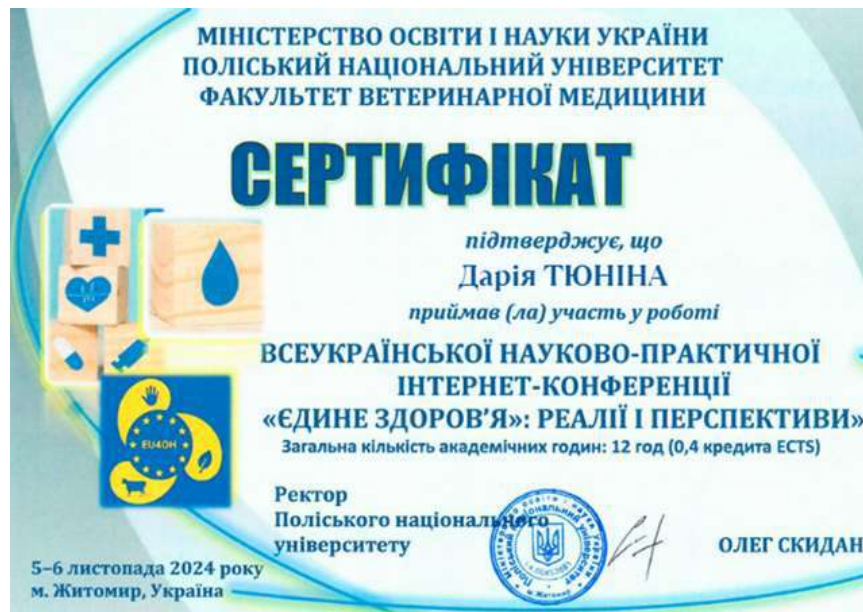 МІНІСТЕРСТВО ОСВІТИ І НАУКИ УКРАЇНИ
ПОЛІСЬКИЙ НАЦІОНАЛЬНИЙ УНІВЕРСИТЕТ
ФАКУЛЬТЕТ ВЕТЕРИНАРНОЇ МЕДИЦИНИ
СЕРТИФІКАТ
підтверджує, що
Дарія ТЮНІНА
приймав (ла) участь у роботі
ВСЕУКРАЇНСЬКОЇ НАУКОВО-ПРАКТИЧНОЇ
ІНТЕРНЕТ-КОНФЕРЕНЦІЇ
«ЄДИНЕ ЗДОРОВ'Я»: РЕАЛІЇ І ПЕРСПЕКТИВИ»
Загальна кількість академічних годин: 12 год (0,4 кредита ECTS)
EU4OH
Ректор
Поліського національного
університету
ОЛЕГ СКИДАН
5–6 листопада 2024 року
м. Житомир, Україна